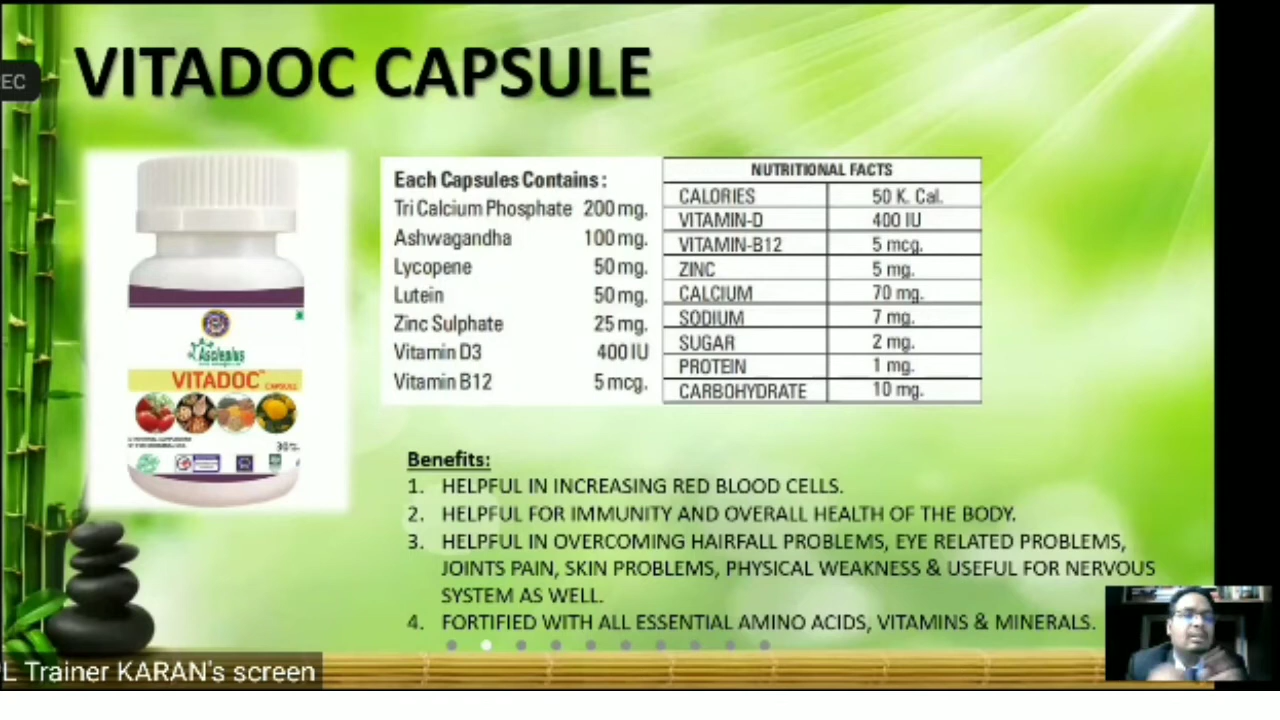 VITADOC CAPSULE
EC
Each Capsules Contains :
Tri Calcium Phosphate 200 mg.
Ashwagandha 100 mg.
Lycopene 50 mg.
Lutein 50 mg.
Zinc Sulphate 25 mg.
Vitamin D3 400 IU
Vitamin B12 5 mcg.
NUTRITIONAL FACTS
CALORIES 50 K. Cal.
VITAMIN-D 400 IU
VITAMIN-B12 5 mcg.
ZINC 5 mg.
CALCIUM 70 mg.
SODIUM 7 mg.
SUGAR 2 mg.
PROTEIN 1 mg.
CARBOHYDRATE 10 mg.
Asclepius
VITADOC CAPSULE
Benefits:
1. HELPFUL IN INCREASING RED BLOOD CELLS.
2. HELPFUL FOR IMMUNITY AND OVERALL HEALTH OF THE BODY.
3. HELPFUL IN OVERCOMING HAIRFALL PROBLEMS, EYE RELATED PROBLEMS,
JOINTS PAIN, SKIN PROBLEMS, PHYSICAL WEAKNESS & USEFUL FOR NERVOUS
SYSTEM AS WELL.
4. FORTIFIED WITH ALL ESSENTIAL AMINO ACIDS, VITAMINS & MINERALS.
L Trainer KARAN's screen